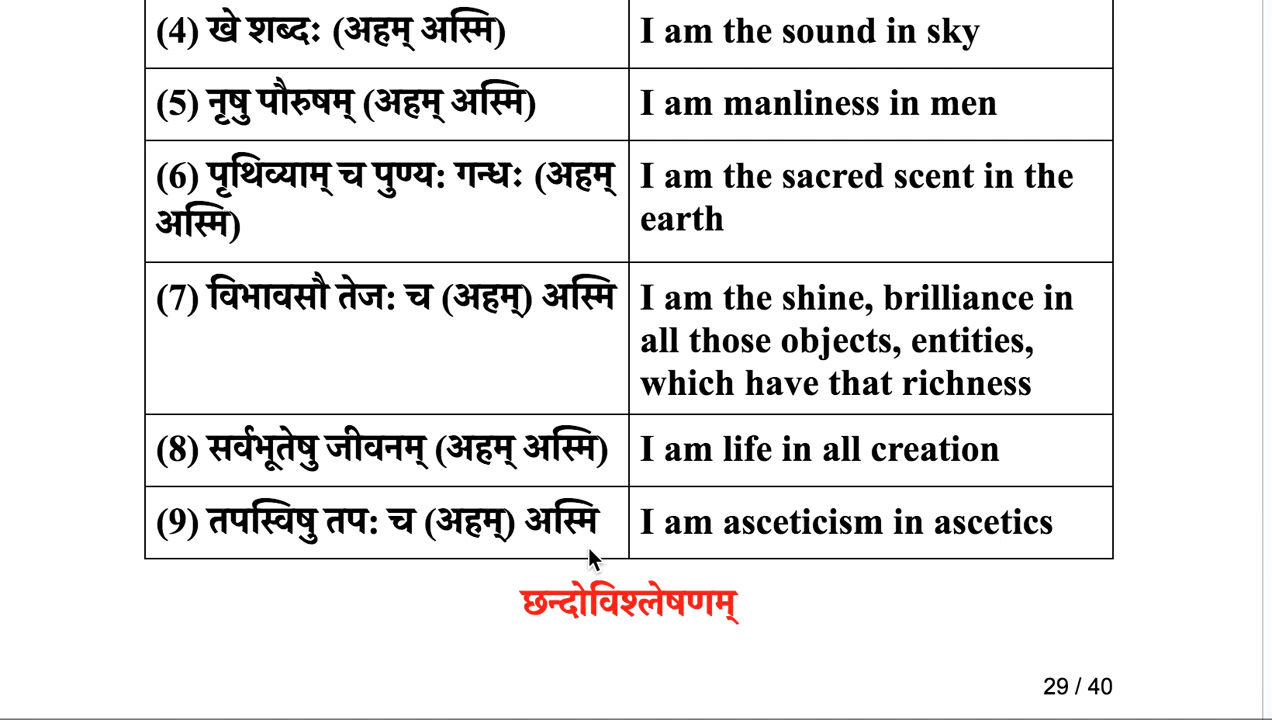 (4) खे शब्दः (अहम् अस्मि)
I am the sound in sky
(5) नृषु पौरुषम् (अहम् अस्मि)
I am manliness in men
(6) पृथिव्याम् च पुण्य: गन्धः (अहम्
अस्मि)
I am the sacred scent in the
earth
(7) विभावसौ तेज: च (अहम्) अस्मि
I am the shine, brilliance in
all those objects, entities,
which have that richness
(8) सर्वभूतेषु जीवनम् (अहम् अस्मि)
I am life in all creation
(9) तपस्विषु तप: च (अहम्) अस्मि
I am asceticism in ascetics
छन्दोविश्लेषणम्
29 / 40